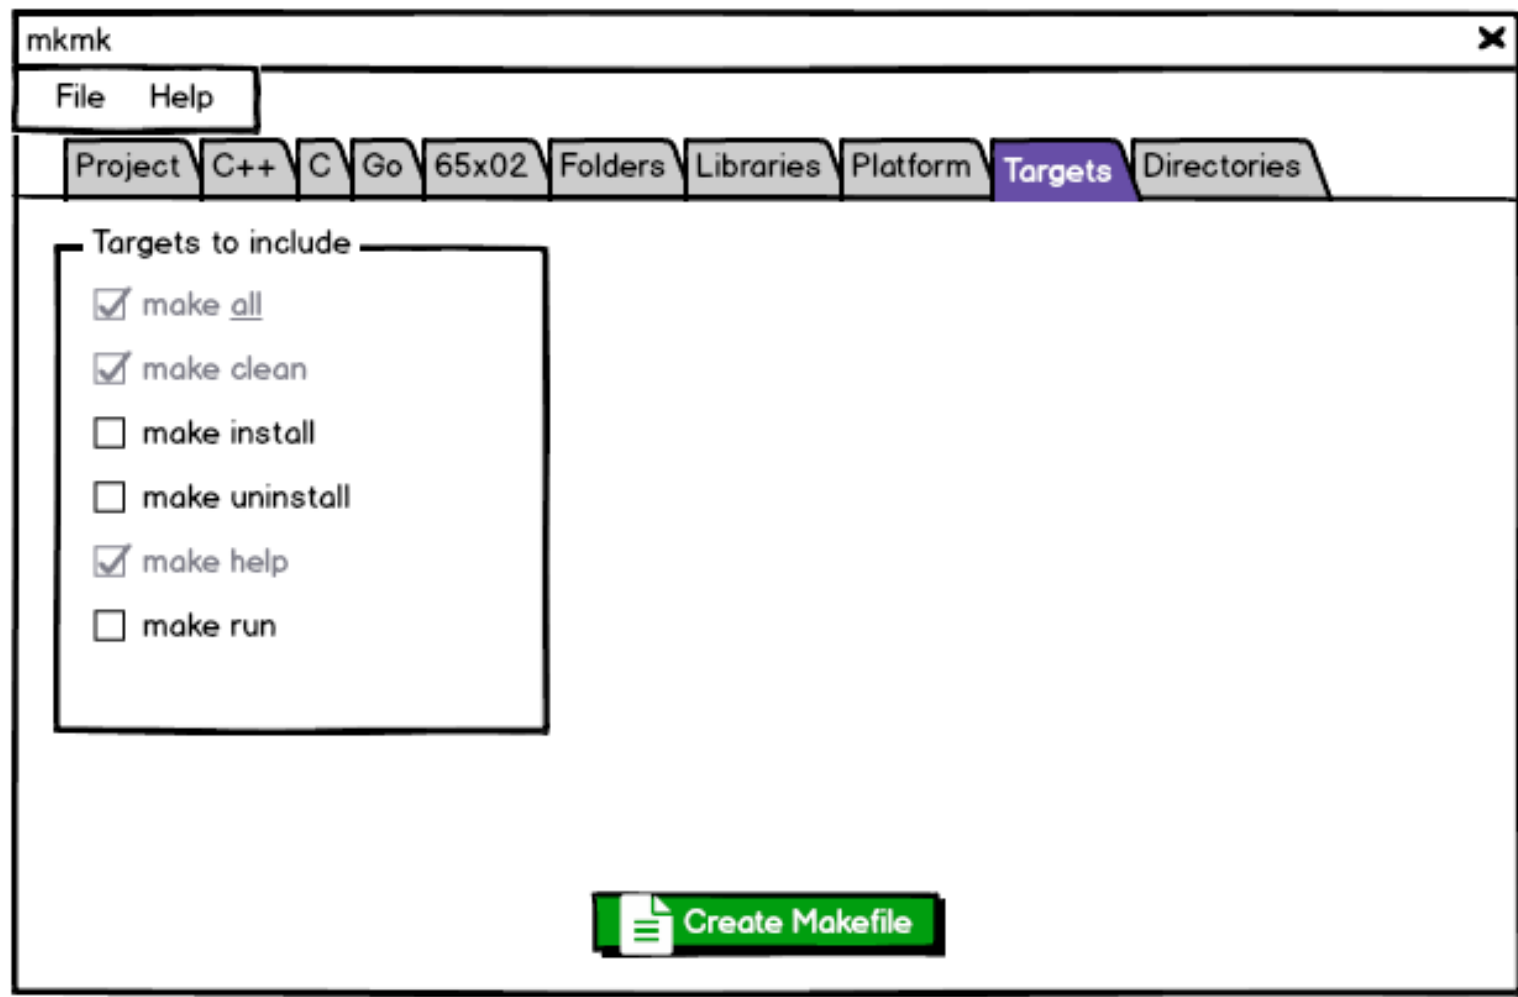 mkmk
File Help
Project C++ C Go 65x02 Folders Libraries Platform Targets Directories
Targets to include
make all
make clean
make install
make uninstall
make help
make run
Create Makefile